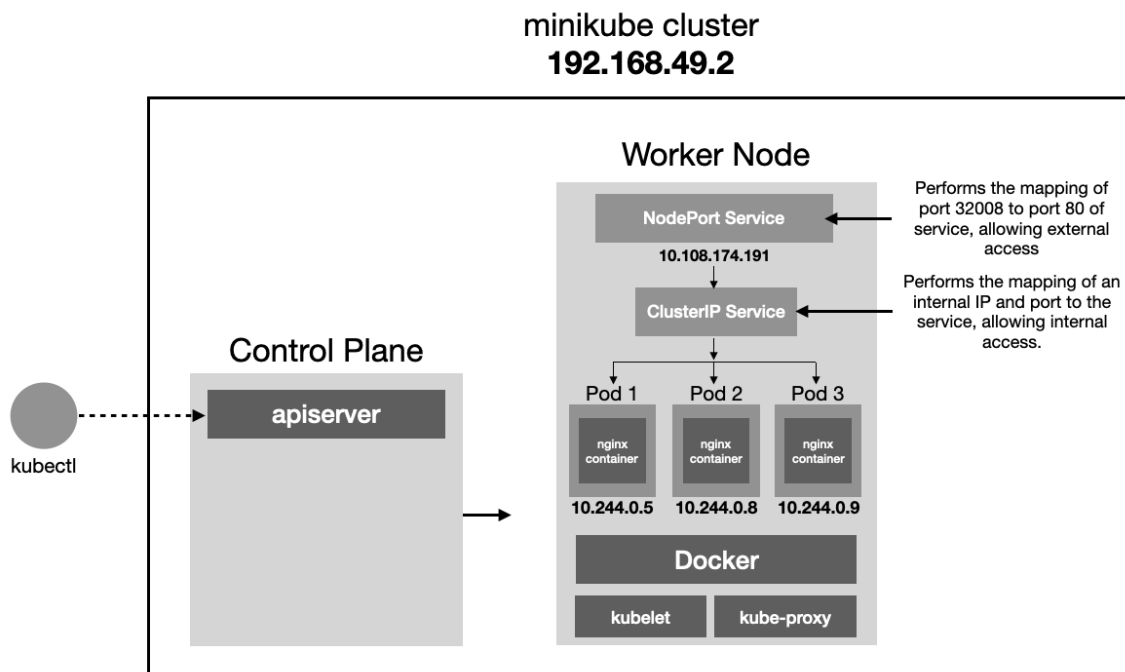 minikube cluster
192.168.49.2
Worker Node
NodePort Service
10.108.174.191
ClusterIP Service
Performs the mapping of
port 32008 to port 80 of
service, allowing external
access
Performs the mapping of an
internal IP and port to the
service, allowing internal
access.
Control Plane
apiserver
kubectl
Pod 1
Pod 2
Pod 3
nginx
container
nginx
container
nginx
container
10.244.0.5
10.244.0.8
10.244.0.9
Docker
kubelet
kube-proxy